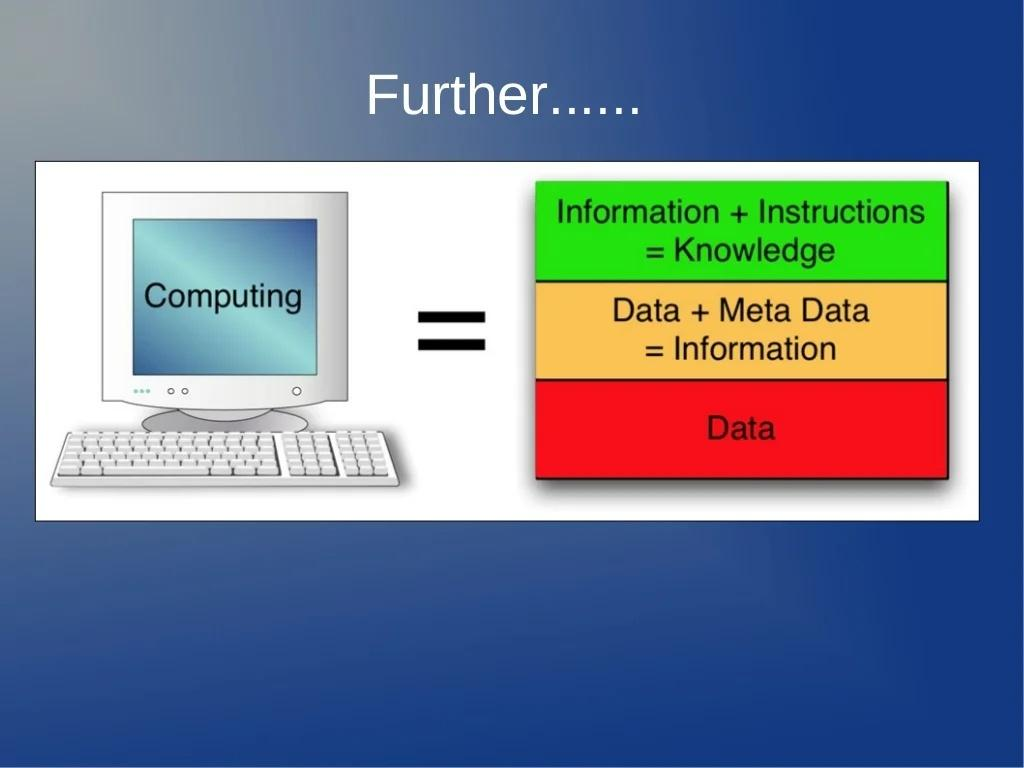 Further......
Computing
=
Information + Instructions
= Knowledge
Data + Meta Data
= Information
Data